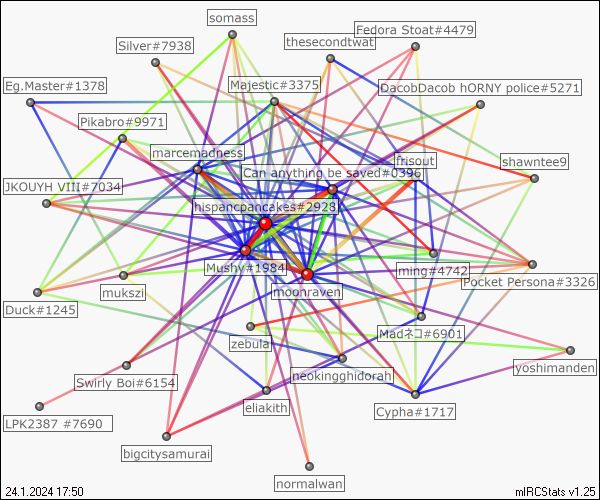 somass
Fedora Stoat#4479
Silver#7938
thesecondtwat
Eg.Master#1378
Majestic#3375
DacobDacob hORNY police#5271
Pikabro#9971
marcemadness
frisout
shawntee9
Can anything be saved#0396
JKOUYH VIII#7034
hispancpancakes#2928
Mushy#1984
ming#4742
Pocket Persona#3326
mukszi
moonraven
Duck#1245
Madネコ#6901
zebula
yoshimanden
neokingghidorah
Swirly Boi#6154
eliakith
Cypha#1717
LPK2387 #7690
bigcitysamurai
normalwan
24.1.2024 17:50
mIRCStats v1.25